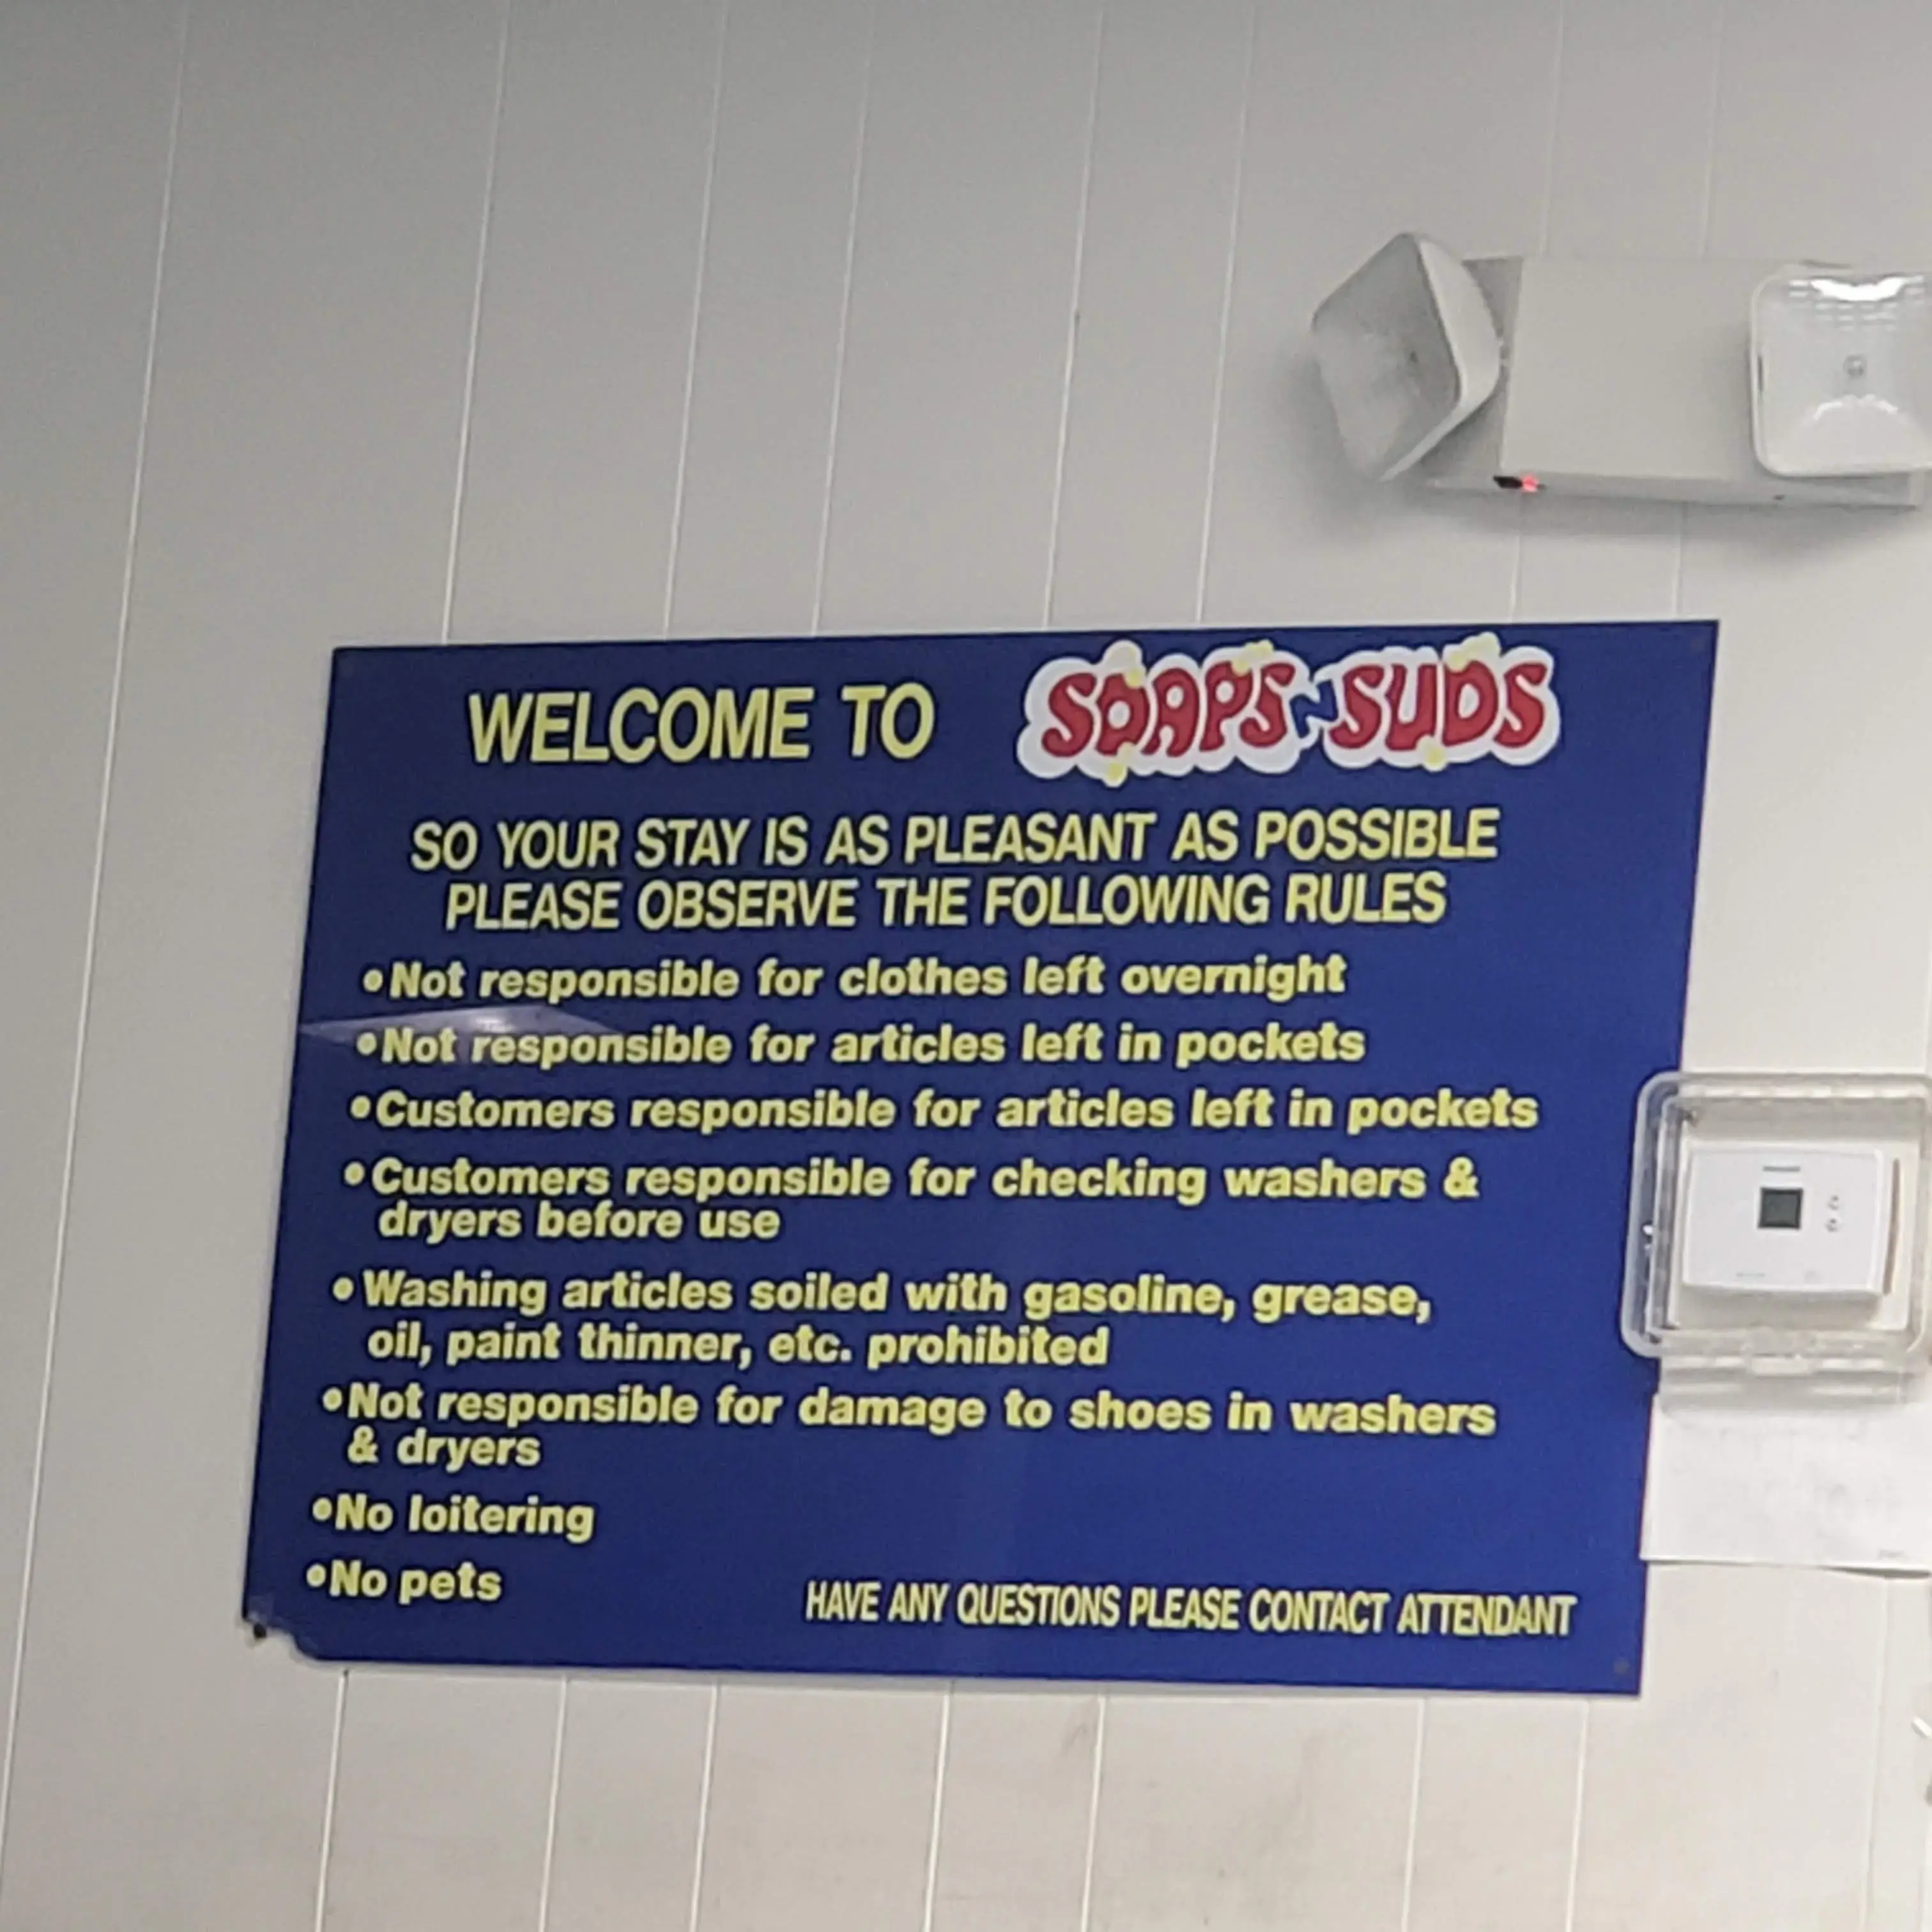 WELCOME TO SOAPS N SUDS
SO YOUR STAY IS AS PLEASANT AS POSSIBLE
PLEASE OBSERVE THE FOLLOWING RULES
•Not responsible for clothes left overnight
•Not responsible for articles left in pockets
•Customers responsible for articles left in pockets
•Customers responsible for checking washers &
dryers before use
•Washing articles soiled with gasoline, grease,
oil, paint thinner, etc. prohibited
•Not responsible for damage to shoes in washers
& dryers
•No loitering
•No pets
HAVE ANY QUESTIONS PLEASE CONTACT ATTENDANT